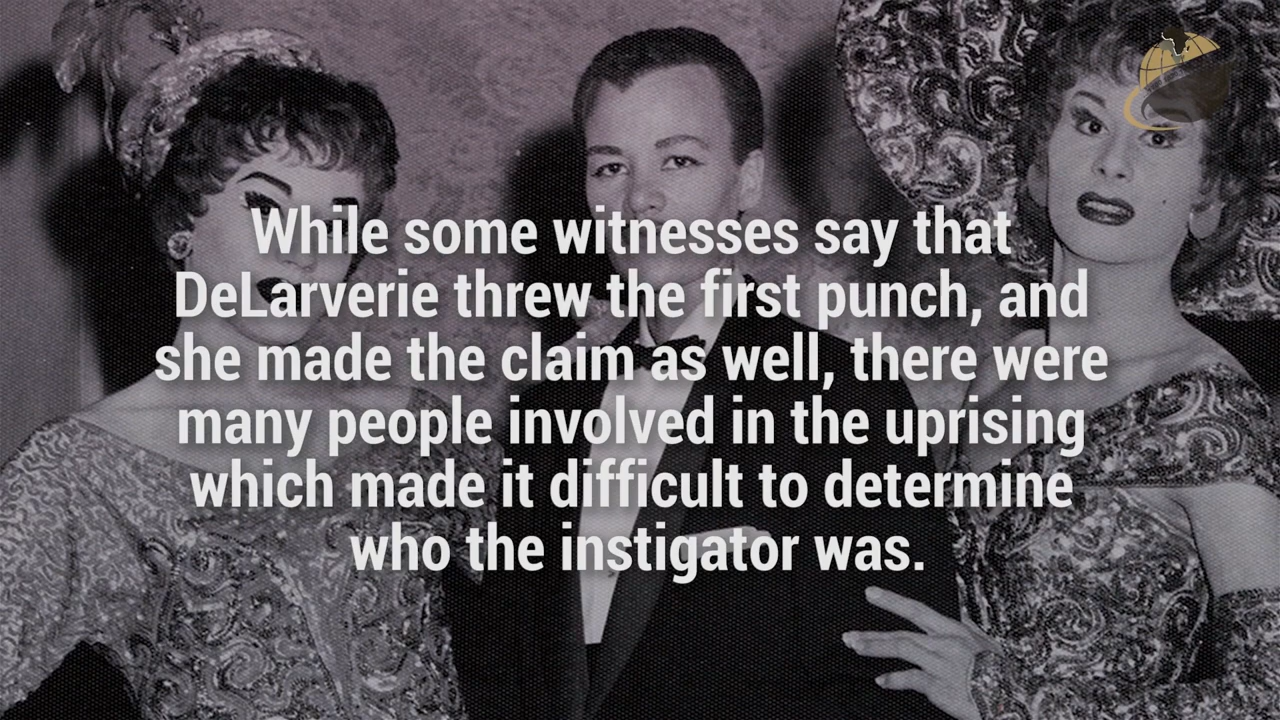 While some witnesses say that
DeLarverie threw the first punch, and
she made the claim as well, there were
many people involved in the uprising
which made it difficult to determine
who the instigator was.